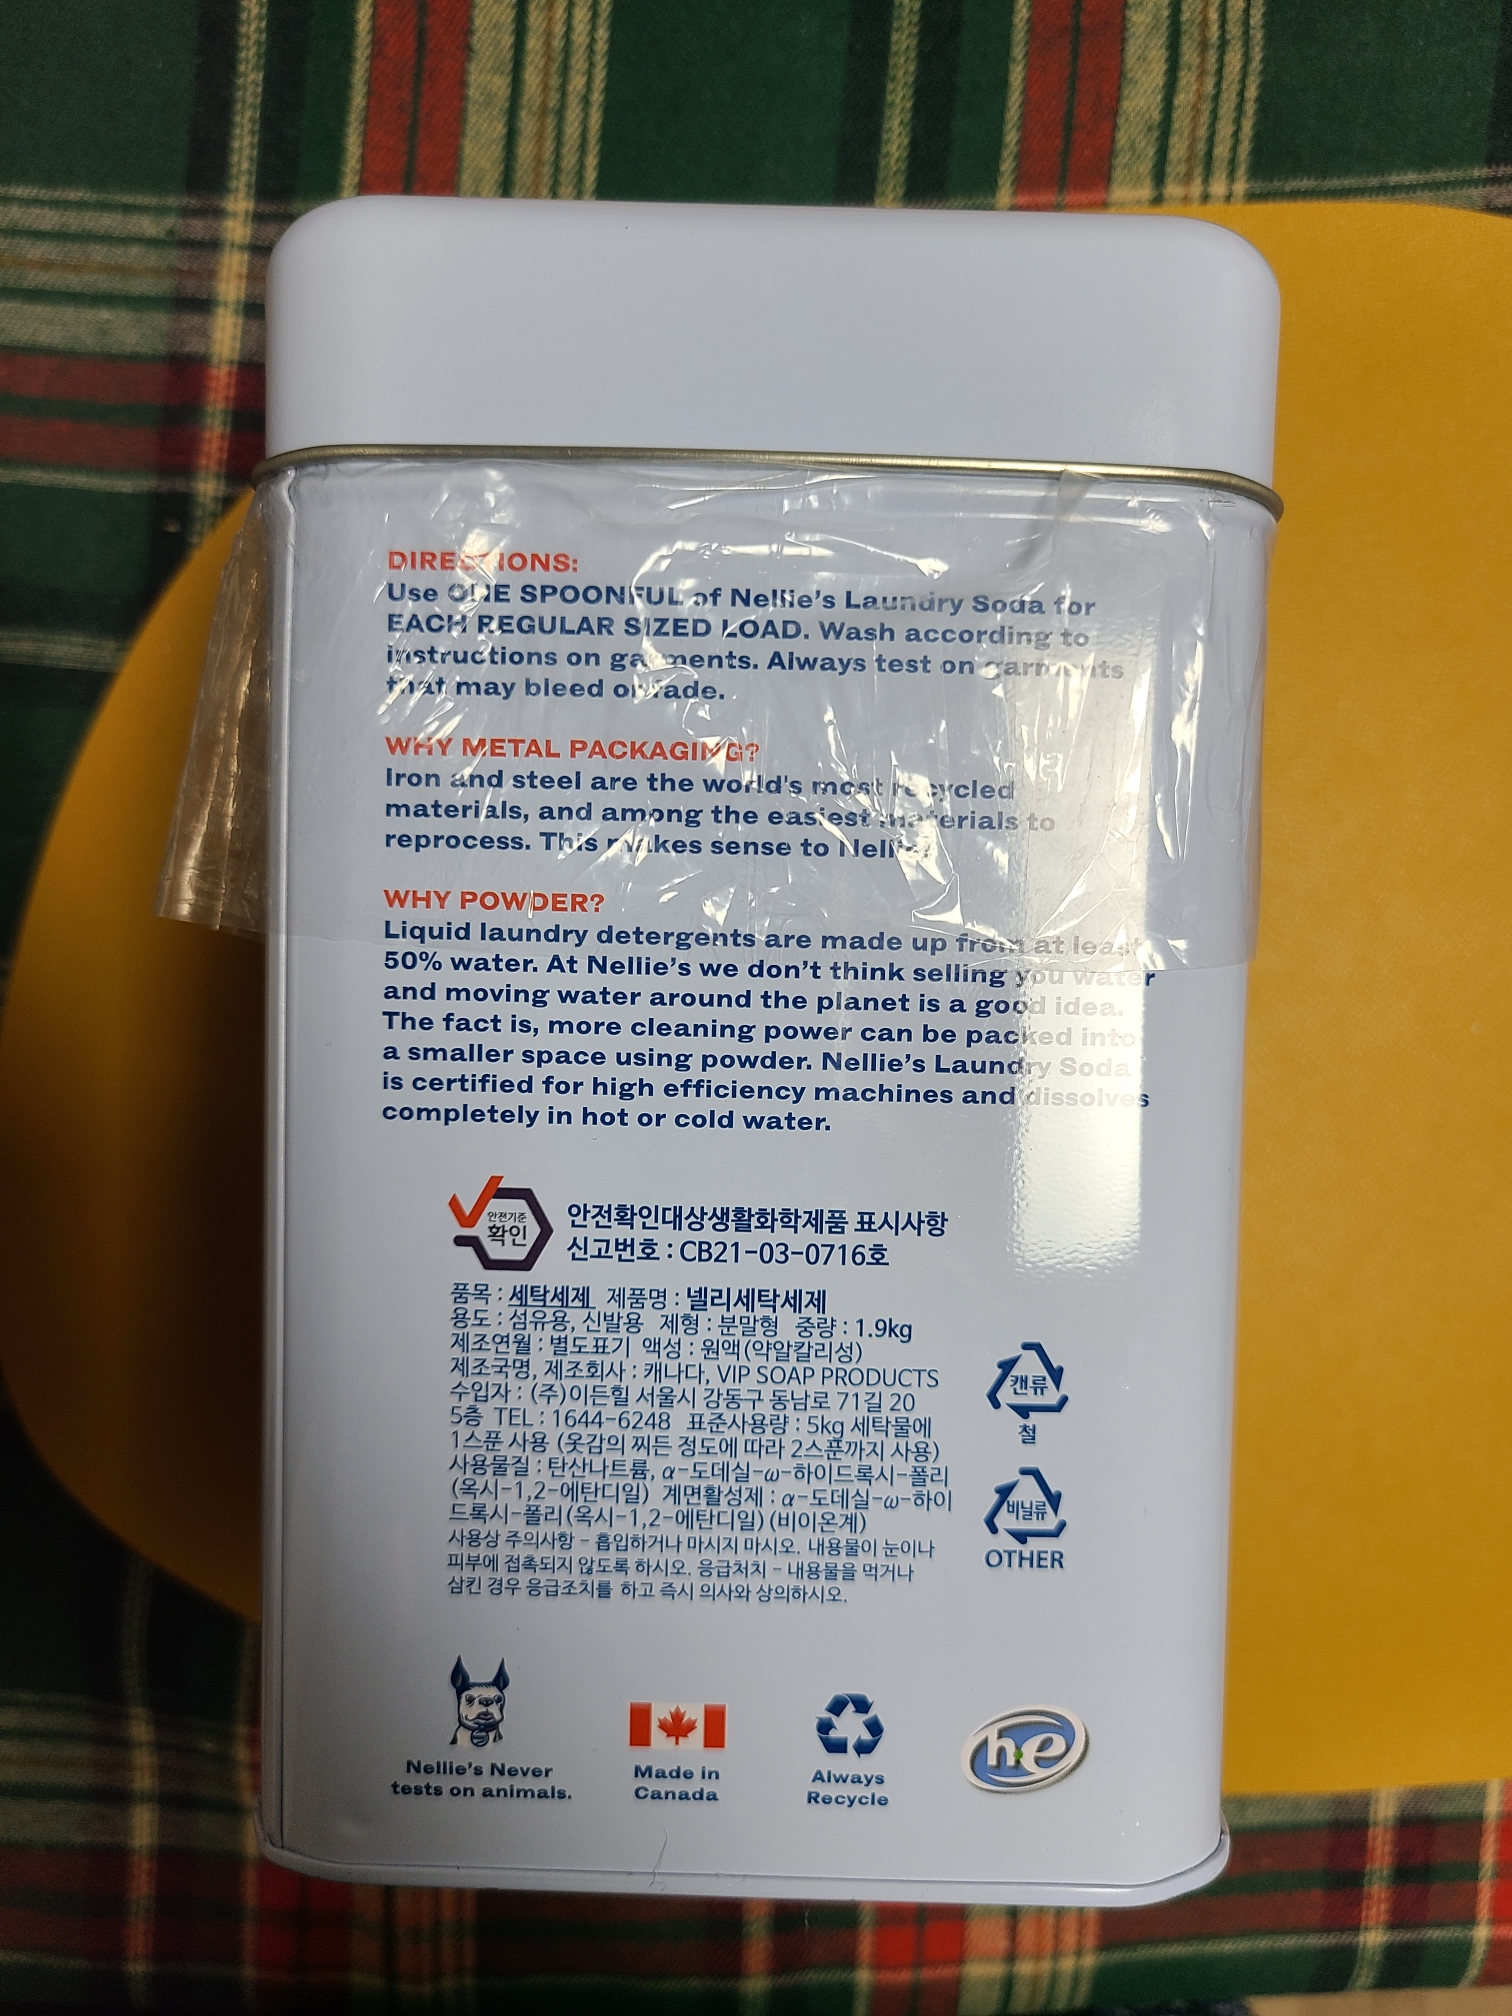 DIRECTIONS:
Use ONE SPOONFUL of Nellie's Laundry Soda for
EACH REGULAR SIZED LOAD. Wash according to
instructions on garments. Always test on garments
that may bleed or fade.
WHY METAL PACKAGING?
Iron and steel are the world's most recycled
materials, and among the easiest materials to
reprocess. This makes sense to Nellie!
WHY POWDER?
Liquid laundry detergents are made up from at least
50% water. At Nellie's we don't think selling you water
and moving water around the planet is a good idea.
The fact is, more cleaning power can be packed into
a smaller space using powder. Nellie's Laundry Soda
is certified for high efficiency machines and dissolves
completely in hot or cold water.
안전기준
확인
안전확인대상생활화학제품 표시사항
신고번호 : CB21-03-0716호
품목 : 세탁세제 제품명 : 넬리세탁세제
용도 : 섬유용, 신발용 제형 : 분말형 중량 : 1.9kg
제조연월 : 별도표기 액성 : 원액(약알칼리성)
제조국명, 제조회사 : 캐나다, VIP SOAP PRODUCTS
수입자 : (주)이든힐 서울시 강동구 동남로 71길 20
5층 TEL : 1644-6248 표준사용량 : 5kg 세탁물에
1스푼 사용 (옷감의 찌든 정도에 따라 2스푼까지 사용)
사용물질 : 탄산나트륨, α-도데실-ω-하이드록시-폴리
(옥시-1,2-에탄디일) 계면활성제 : α-도데실-ω-하이
드록시-폴리(옥시-1,2-에탄디일) (비이온계)
사용상 주의사항 - 흡입하거나 마시지 마시오. 내용물이 눈이나
피부에 접촉되지 않도록 하시오. 응급처치 - 내용물을 먹거나
삼킨 경우 응급조치를 하고 즉시 의사와 상의하시오.
캔류
철
비닐류
OTHER
Nellie's Never
tests on animals.
Made in
Canada
Always
Recycle
he